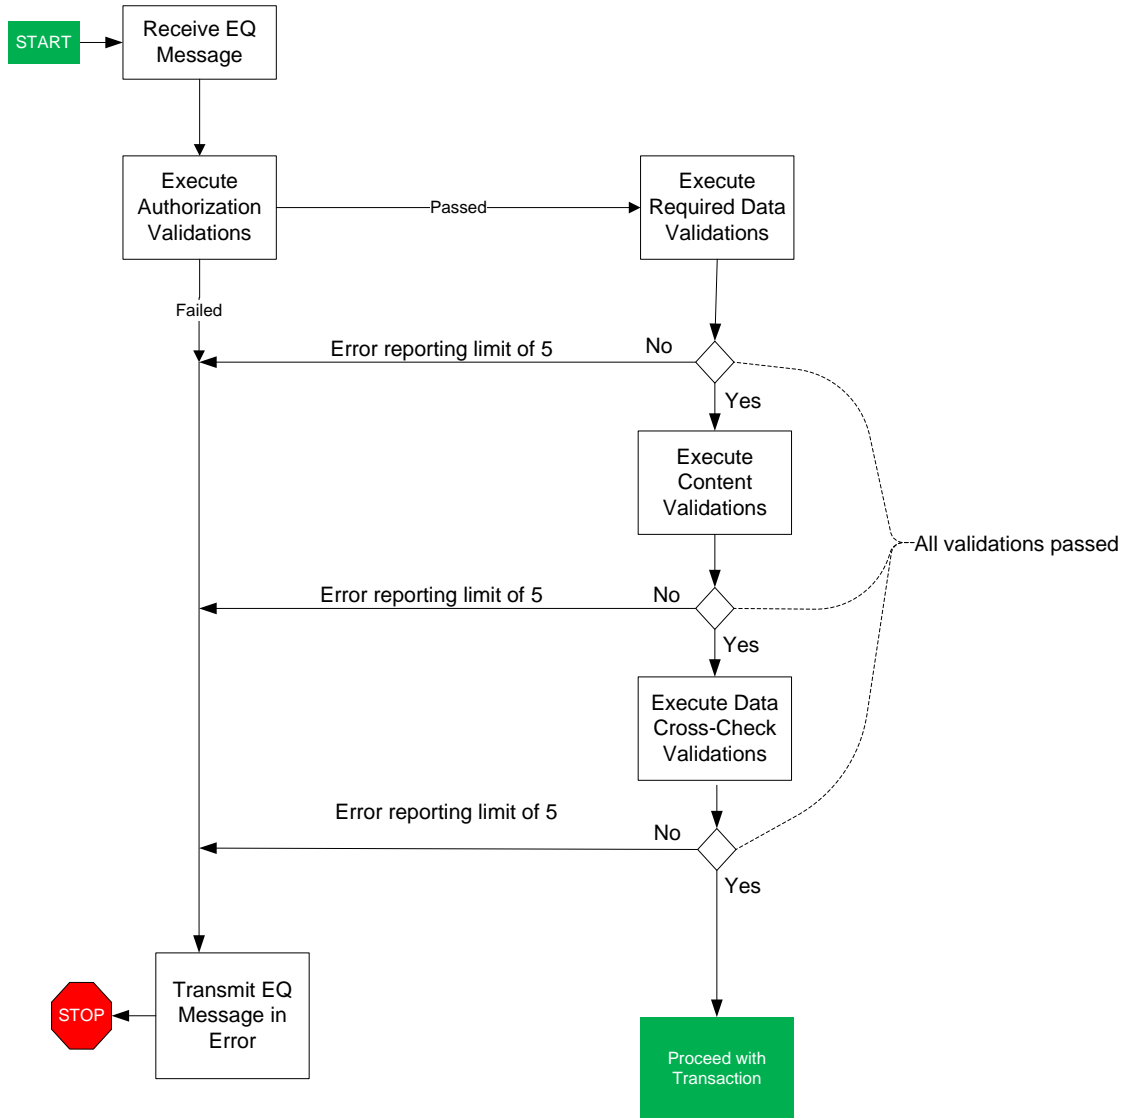 START
Receive EQ
Message
Execute
Authorization
Validations
Passed
Execute
Required Data
Validations
Failed
Error reporting limit of 5
No
Yes
Execute
Content
Validations
All validations passed
Error reporting limit of 5
No
Yes
Execute Data
Cross-Check
Validations
Error reporting limit of 5
No
Yes
Transmit EQ
Message in
Error
STOP
Proceed with
Transaction